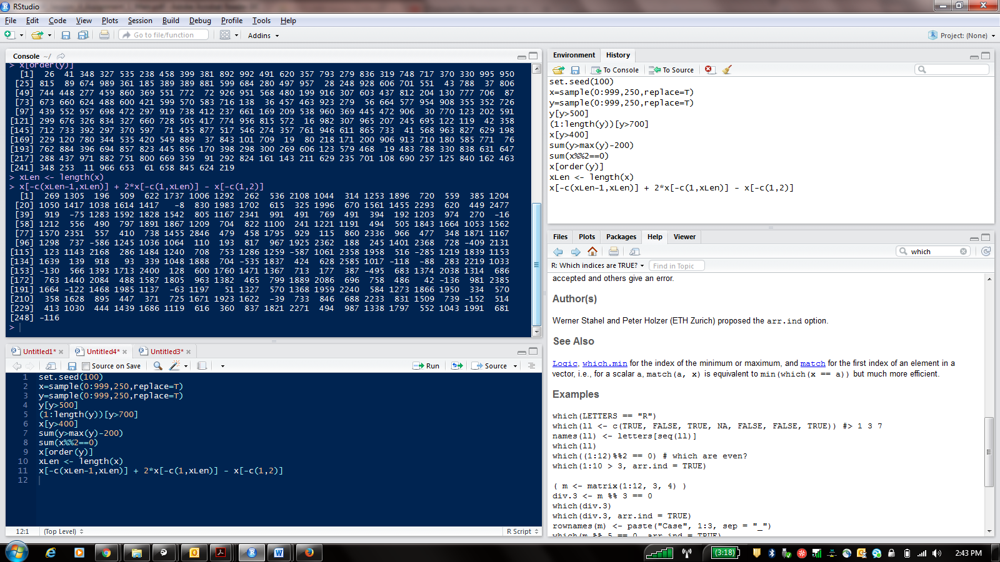 RStudio
File Edit Code View Plots Session Build Debug Profile Tools Help
Go to file/function Addins Project: (None)
Console ~/
> x[order(y)]
[1] 26 41 348 327 535 238 458 399 381 892 992 491 620 357 793 279 836 319 748 717 370 330 995 950
[25] 815 89 674 989 361 185 389 389 881 599 684 280 497 957 28 248 928 606 701 551 43 788 37 806
[49] 744 448 277 459 860 369 551 772 72 926 951 568 480 199 916 307 603 437 812 204 130 777 706 87
[73] 673 660 624 488 600 421 599 570 583 716 138 36 457 463 923 279 56 664 577 954 908 355 352 726
[97] 439 552 957 698 472 297 919 738 412 237 661 169 209 538 960 369 445 472 906 30 770 123 202 591
[121] 299 676 326 834 327 660 728 505 417 774 956 815 572 16 982 307 965 207 245 695 122 119 42 358
[145] 712 733 392 297 370 597 71 455 877 517 546 274 357 761 946 611 865 733 41 568 963 827 629 198
[169] 229 120 780 344 535 420 549 889 37 843 101 709 19 80 218 171 200 906 913 710 180 585 771 76
[193] 762 884 396 694 857 823 445 856 170 398 298 300 269 606 123 579 468 19 483 788 330 838 631 647
[217] 288 437 971 882 751 800 669 359 91 292 824 161 143 211 629 235 701 108 690 257 125 840 162 463
[241] 348 253 11 966 653 61 658 845 624 219
> xLen <- length(x)
> x[-c(xLen-1,xLen)] + 2*x[-c(1,xLen)] - x[-c(1,2)]
[1] 269 1305 196 509 622 1737 1006 1292 262 536 2108 1044 314 1253 1896 720 559 385 1204
[20] 1050 1417 1038 1614 1417 -8 830 1983 1702 615 325 1996 670 1561 1455 2293 620 449 2477
[39] 919 -75 1283 1592 1828 1542 805 1167 2341 991 491 769 491 394 192 1203 974 270 -16
[58] 1212 556 490 797 1891 1867 1209 704 822 1100 241 1221 1191 494 505 1843 1664 1053 1562
[77] 1570 2351 557 410 738 1455 2846 479 458 1795 929 115 860 2336 966 477 348 1871 1167
[96] 1298 737 -586 1245 1036 1064 110 193 817 967 1925 2362 188 245 1401 2368 728 -409 2131
[115] 123 1143 2168 286 1484 1240 708 753 1286 1259 -587 1061 2358 1958 516 -285 1219 1839 1153
[134] 1639 139 918 93 339 1048 1888 704 -535 1837 424 628 2585 1017 -118 -88 283 2219 1033
[153] -130 566 1393 1713 2400 128 600 1760 1471 1367 713 177 387 -495 683 1374 2038 1314 686
[172] 763 1440 2084 488 1587 1805 963 1382 465 799 1889 2086 696 758 486 42 -136 981 2385
[191] 1664 -122 1468 1985 1137 -63 1197 51 1327 570 1368 1959 2240 584 1273 1866 1950 334 570
[210] 358 1628 895 447 371 725 1671 1923 1622 -39 733 846 688 2233 831 1509 739 -152 514
[229] 413 1030 444 1439 1686 1119 616 360 837 1821 2271 494 987 1338 1797 552 1043 1991 681
[248] -116
>
Untitled1* Untitled4* Untitled3*
Source on Save Run Source
1 set.seed(100)
2 x=sample(0:999,250,replace=T)
3 y=sample(0:999,250,replace=T)
4 y[y>500]
5 (1:length(y))[y>700]
6 x[y>400]
7 sum(y>max(y)-200)
8 sum(x%%2==0)
9 x[order(y)]
10 xLen <- length(x)
11 x[-c(xLen-1,xLen)] + 2*x[-c(1,xLen)] - x[-c(1,2)]
12
12:1 (Top Level) R Script
Environment History
To Console To Source
set.seed(100)
x=sample(0:999,250,replace=T)
y=sample(0:999,250,replace=T)
y[y>500]
(1:length(y))[y>700]
x[y>400]
sum(y>max(y)-200)
sum(x%%2==0)
x[order(y)]
xLen <- length(x)
x[-c(xLen-1,xLen)] + 2*x[-c(1,xLen)] - x[-c(1,2)]
Files Plots Packages Help Viewer
which
R: Which indices are TRUE? Find in Topic
accepted and others give an error.
Author(s)
Werner Stahel and Peter Holzer (ETH Zurich) proposed the arr.ind option.
See Also
Logic, which.min for the index of the minimum or maximum, and match for the first index of an element in a
vector, i.e., for a scalar a, match(a, x) is equivalent to min(which(x == a)) but much more efficient.
Examples
which(LETTERS == "R")
which(ll <- c(TRUE, FALSE, TRUE, NA, FALSE, FALSE, TRUE)) #> 1 3 7
names(ll) <- letters[seq(ll)]
which(ll)
which((1:12)%%2 == 0) # which are even?
which(1:10 > 3, arr.ind = TRUE)
( m <- matrix(1:12, 3, 4) )
div.3 <- m %% 3 == 0
which(div.3)
which(div.3, arr.ind = TRUE)
rownames(m) <- paste("Case", 1:3, sep = "_")
which(m %% 5 == 0, arr.ind = TRUE)
(3:18) 2:43 PM